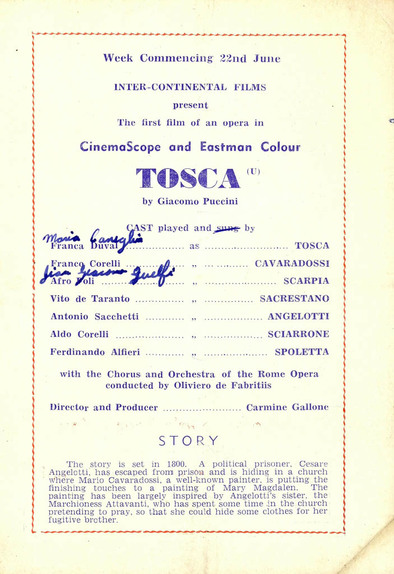 Week Commencing 22nd June
INTER-CONTINENTAL FILMS
present
The first film of an opera in
CinemaScope and Eastman Colour
TOSCA (U)
by Giacomo Puccini
CAST played and sung by
Maria Caniglia
Franca Duval .................... as .................... TOSCA
Franco Corelli .................... „ .................... CAVARADOSSI
Gian Giacomo Guelfi
Afro Poli .................... „ .................... SCARPIA
Vito de Taranto .................... „ .................... SACRESTANO
Antonio Sacchetti .................... „ .................... ANGELOTTI
Aldo Corelli .................... „ .................... SCIARRONE
Ferdinando Alfieri .................... „ .................... SPOLETTA
with the Chorus and Orchestra of the Rome Opera
conducted by Oliviero de Fabritiis
Director and Producer .................... Carmine Gallone
STORY
The story is set in 1800. A political prisoner, Cesare
Angelotti, has escaped from prison and is hiding in a church
where Mario Cavaradossi, a well-known painter, is putting the
finishing touches to a painting of Mary Magdalen. The
painting has been largely inspired by Angelotti's sister, the
Marchioness Attavanti, who has spent some time in the church
pretending to pray, so that she could hide some clothes for her
fugitive brother.